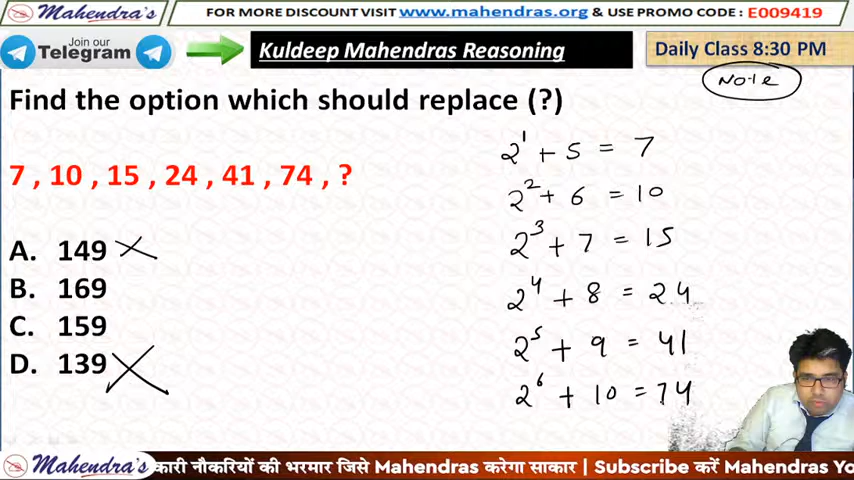 Mahendra's
FOR MORE DISCOUNT VISIT www.mahendras.org & USE PROMO CODE : E009419
Join our
Telegram
Kuldeep Mahendras Reasoning
Daily Class 8:30 PM
Note
Find the option which should replace (?)
7 , 10 , 15 , 24 , 41 , 74 , ?
A. 149
B. 169
C. 159
D. 139
2¹ + 5 = 7
2² + 6 = 10
2³ + 7 = 15
2⁴ + 8 = 24
2⁵ + 9 = 41
2⁶ + 10 = 74
Mahendra's
कारी नौकरियों की भरमार जिसे Mahendras करेगा साकार | Subscribe करें Mahendras Yo